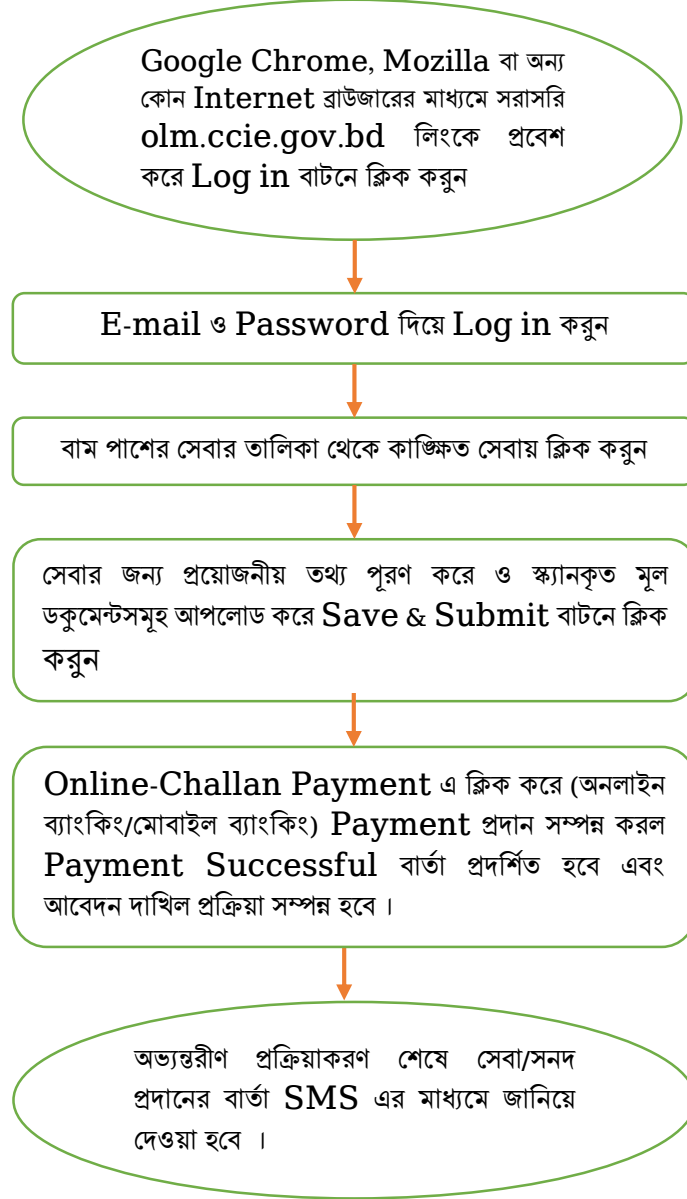 Google Chrome, Mozilla বা অন্য
কোন Internet ব্রাউজারের মাধ্যমে সরাসরি
olm.ccie.gov.bd লিংকে প্রবেশ
করে Log in বাটনে ক্লিক করুন
E-mail ও Password দিয়ে Log in করুন
বাম পাশের সেবার তালিকা থেকে কাঙ্ক্ষিত সেবায় ক্লিক করুন
সেবার জন্য প্রয়োজনীয় তথ্য পূরণ করে ও স্ক্যানকৃত মূল
ডকুমেন্টসমূহ আপলোড করে Save & Submit বাটনে ক্লিক
করুন
Online-Challan Payment এ ক্লিক করে (অনলাইন
ব্যাংকিং/মোবাইল ব্যাংকিং) Payment প্রদান সম্পন্ন করল
Payment Successful বার্তা প্রদর্শিত হবে এবং
আবেদন দাখিল প্রক্রিয়া সম্পন্ন হবে ।
অভ্যন্তরীণ প্রক্রিয়াকরণ শেষে সেবা/সনদ
প্রদানের বার্তা SMS এর মাধ্যমে জানিয়ে
দেওয়া হবে ।